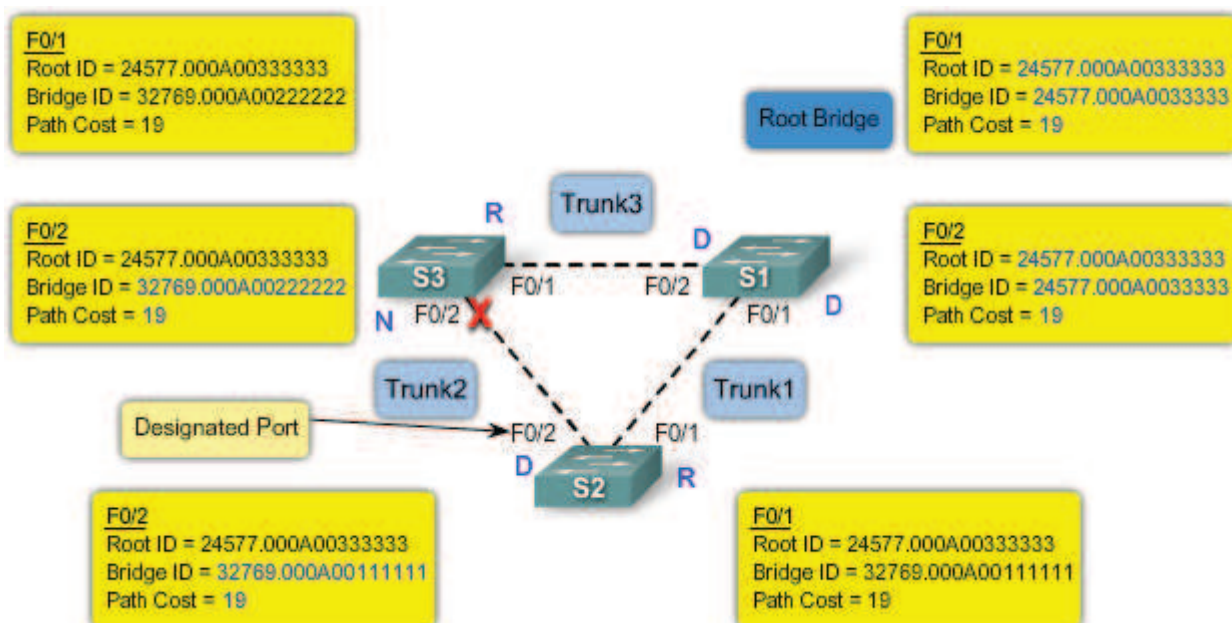 F0/1
Root ID = 24577.000A00333333
Bridge ID = 32769.000A00222222
Path Cost = 19
Root Bridge
F0/1
Root ID = 24577.000A00333333
Bridge ID = 24577.000A0033333
Path Cost = 19
F0/2
Root ID = 24577.000A00333333
Bridge ID = 32769.000A00222222
Path Cost = 19
R
Trunk3
D
S3
F0/1
F0/2
S1
N
F0/2
X
F0/1
D
F0/2
Root ID = 24577.000A00333333
Bridge ID = 24577.000A0033333
Path Cost = 19
Trunk2
Trunk1
Designated Port
F0/2
F0/1
D
S2
R
F0/2
Root ID = 24577.000A00333333
Bridge ID = 32769.000A00111111
Path Cost = 19
F0/1
Root ID = 24577.000A00333333
Bridge ID = 32769.000A00111111
Path Cost = 19